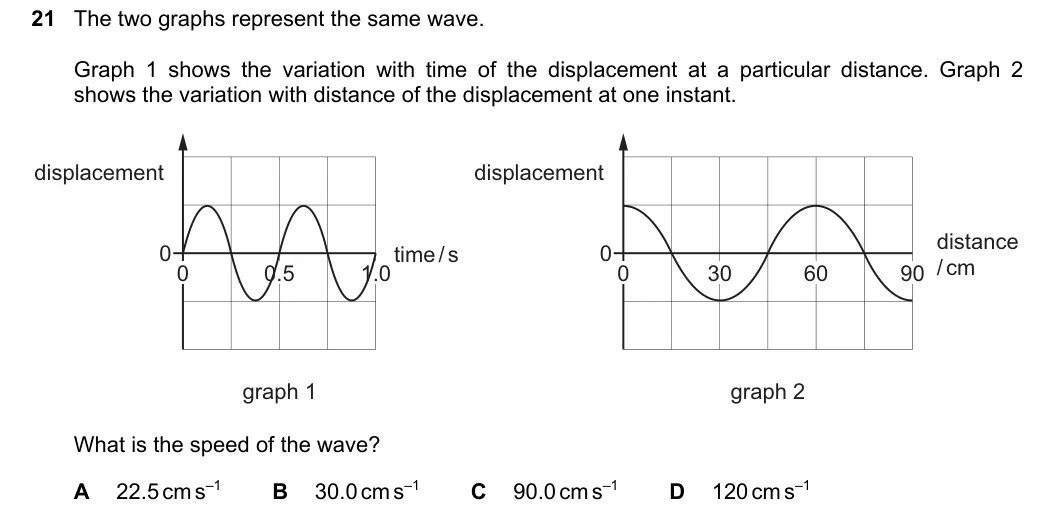 21 The two graphs represent the same wave.
Graph 1 shows the variation with time of the displacement at a particular distance. Graph 2
shows the variation with distance of the displacement at one instant.
displacement
0
0 0.5 1.0
time / s
graph 1
displacement
0
0 30 60 90
distance
/ cm
graph 2
What is the speed of the wave?
A 22.5 cm s⁻¹ B 30.0 cm s⁻¹ C 90.0 cm s⁻¹ D 120 cm s⁻¹